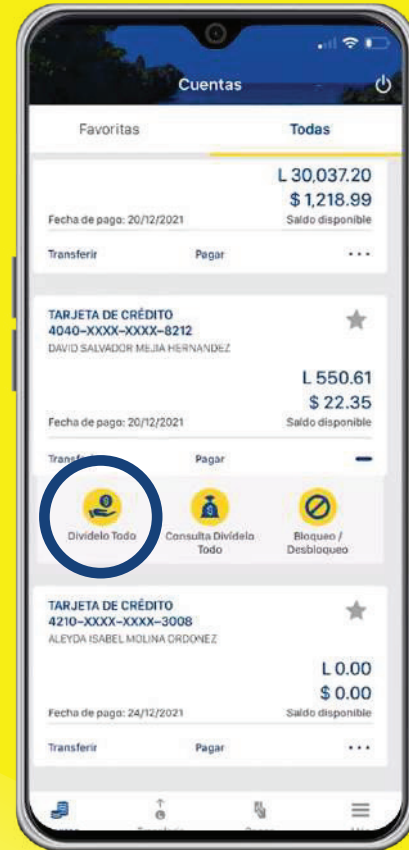 Cuentas
Favoritas
Todas
L 30,037.20
$ 1,218.99
Fecha de pago: 20/12/2021
Saldo disponible
Transferir
Pagar
TARJETA DE CRÉDITO
4040-XXXX-XXXX-8212
DAVID SALVADOR MEJIA HERNANDEZ
L 550.61
$ 22.35
Fecha de pago: 20/12/2021
Saldo disponible
Pagar
Divídelo Todo
Consulta Divídelo
Todo
Bloqueo /
Desbloqueo
TARJETA DE CRÉDITO
4210-XXXX-XXXX-3008
ALEYDA ISABEL MOLINA ORDONEZ
L 0.00
$ 0.00
Fecha de pago: 24/12/2021
Saldo disponible
Transferir
Pagar